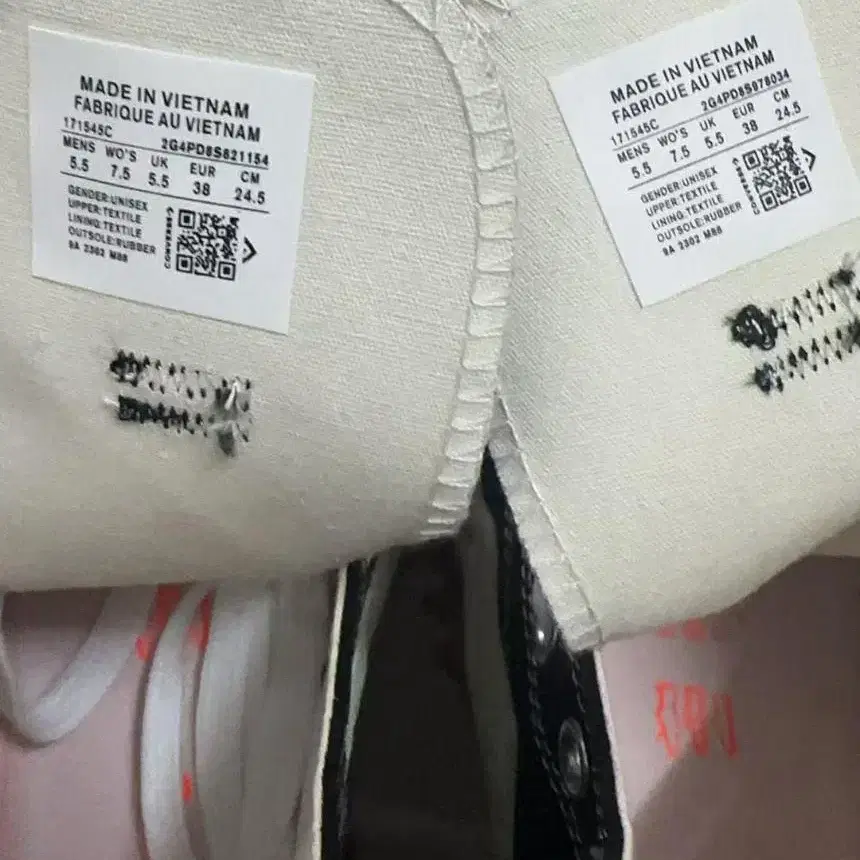 MADE IN VIETNAM
FABRIQUE AU VIETNAM
171545C 2G4PD8S621154
MENS WO'S UK EUR CM
5.5 7.5 5.5 38 24.5
GENDER:UNISEX
UPPER:TEXTILE
LINING:TEXTILE
OUTSOLE:RUBBER
9A 2302 M88
CONVERSE
MADE IN VIETNAM
FABRIQUE AU VIETNAM
171545C 2G4PD8S978034
MENS WO'S UK EUR CM
5.5 7.5 5.5 38 24.5
GENDER:UNISEX
UPPER:TEXTILE
LINING:TEXTILE
OUTSOLE:RUBBER
9A 2302 M88